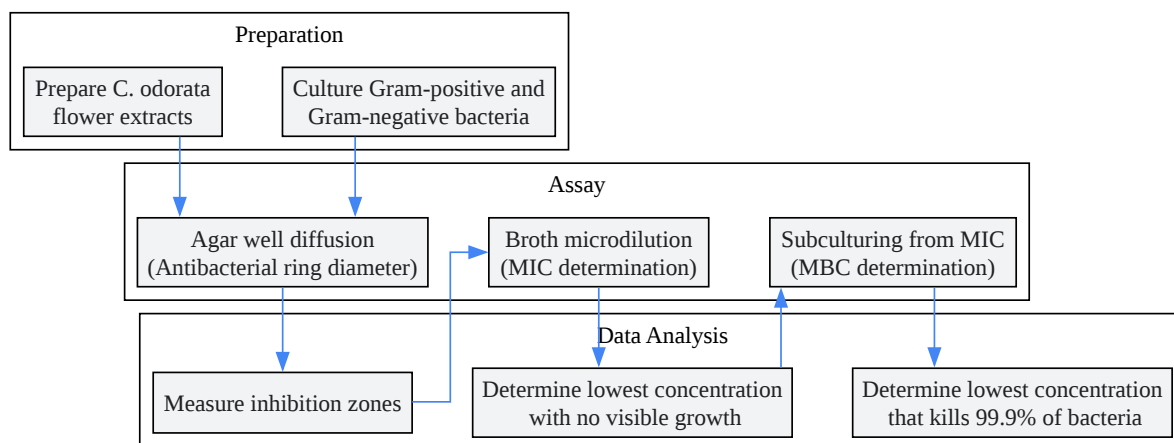 Preparation
Prepare C. odorata
flower extracts
Culture Gram-positive and
Gram-negative bacteria
Assay
Agar well diffusion
(Antibacterial ring diameter)
Broth microdilution
(MIC determination)
Subculturing from MIC
(MBC determination)
Data Analysis
Measure inhibition zones
Determine lowest concentration
with no visible growth
Determine lowest concentration
that kills 99.9% of bacteria